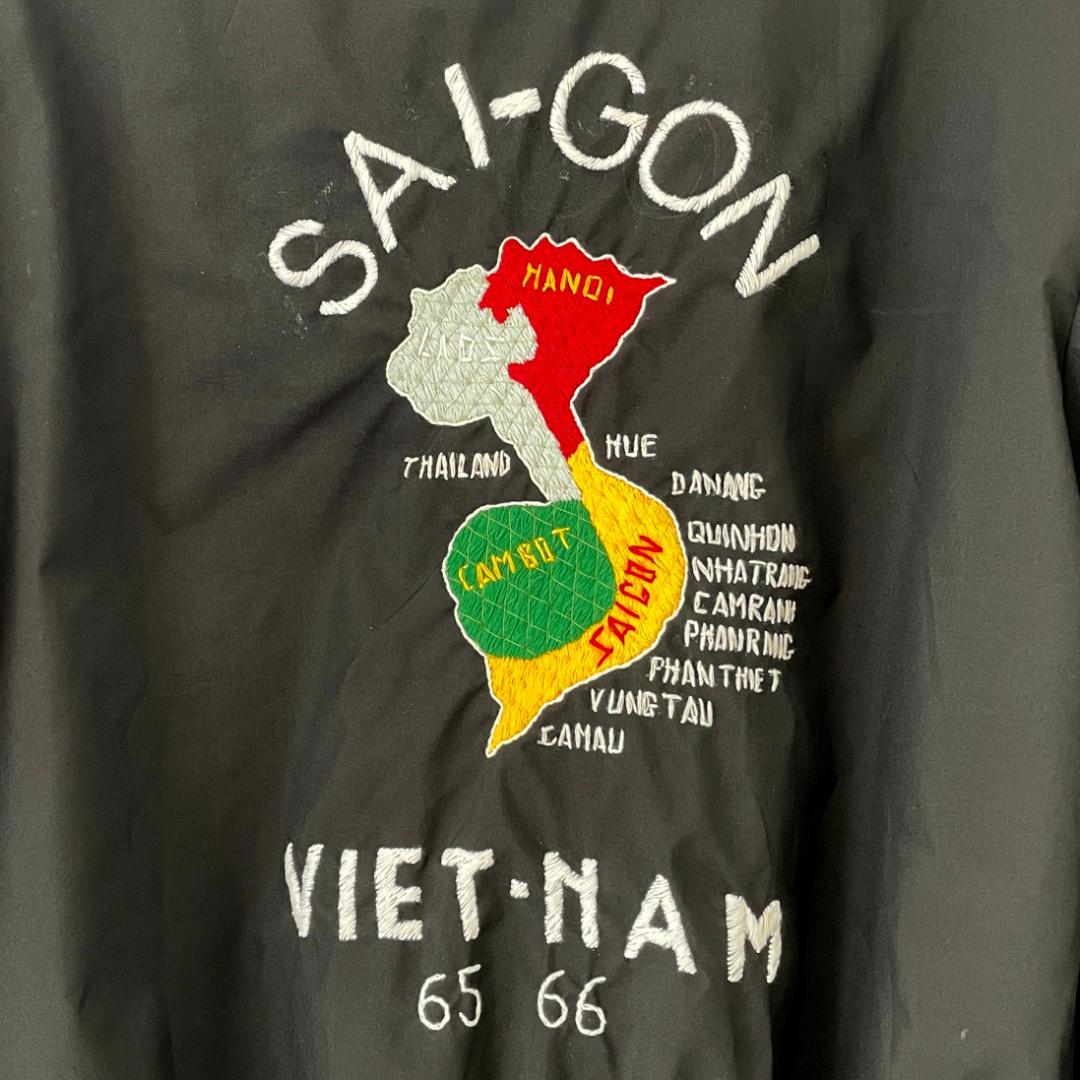 SAI-GON
HANOI
LAOS
THAILAND
HUE
DANANG
CAMBOT
SAIGON
QUINHON
NHATRANG
CAMRANH
PHANRANG
PHANTHIET
VUNGTAU
CAMAU
VIET-NAM
65 66